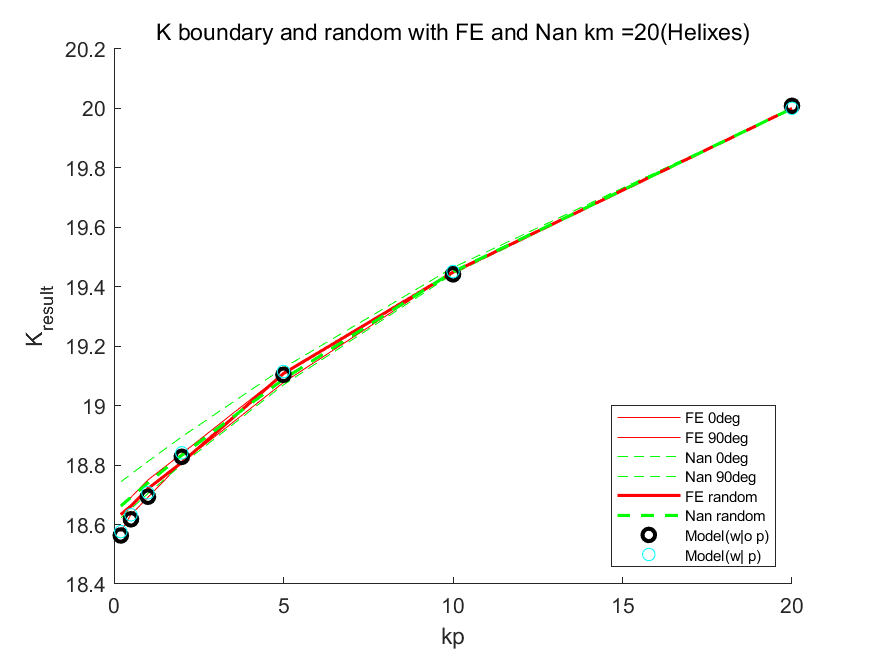 K boundary and random with FE and Nan km =20(Helixes)
20.2
20
19.8
19.6
19.4
19.2
19
18.8
18.6
18.4
K_result
0
5
10
15
20
kp
FE 0deg
FE 90deg
Nan 0deg
Nan 90deg
FE random
Nan random
Model(w|o p)
Model(w| p)